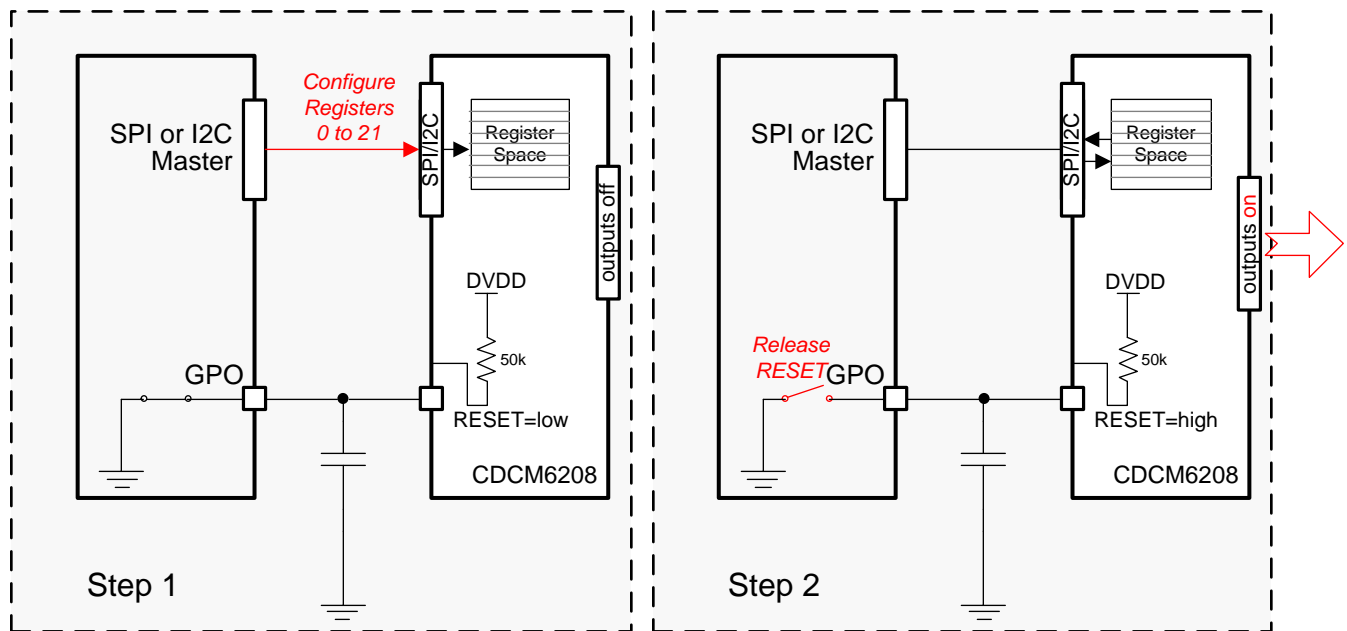 Configure
Registers
0 to 21
SPI or I2C
Master
SPI/I2C
Register
Space
outputs off
DVDD
50k
GPO
RESET=low
CDCM6208
Step 1
SPI or I2C
Master
SPI/I2C
Register
Space
outputs on
DVDD
50k
Release
RESET
GPO
RESET=high
CDCM6208
Step 2